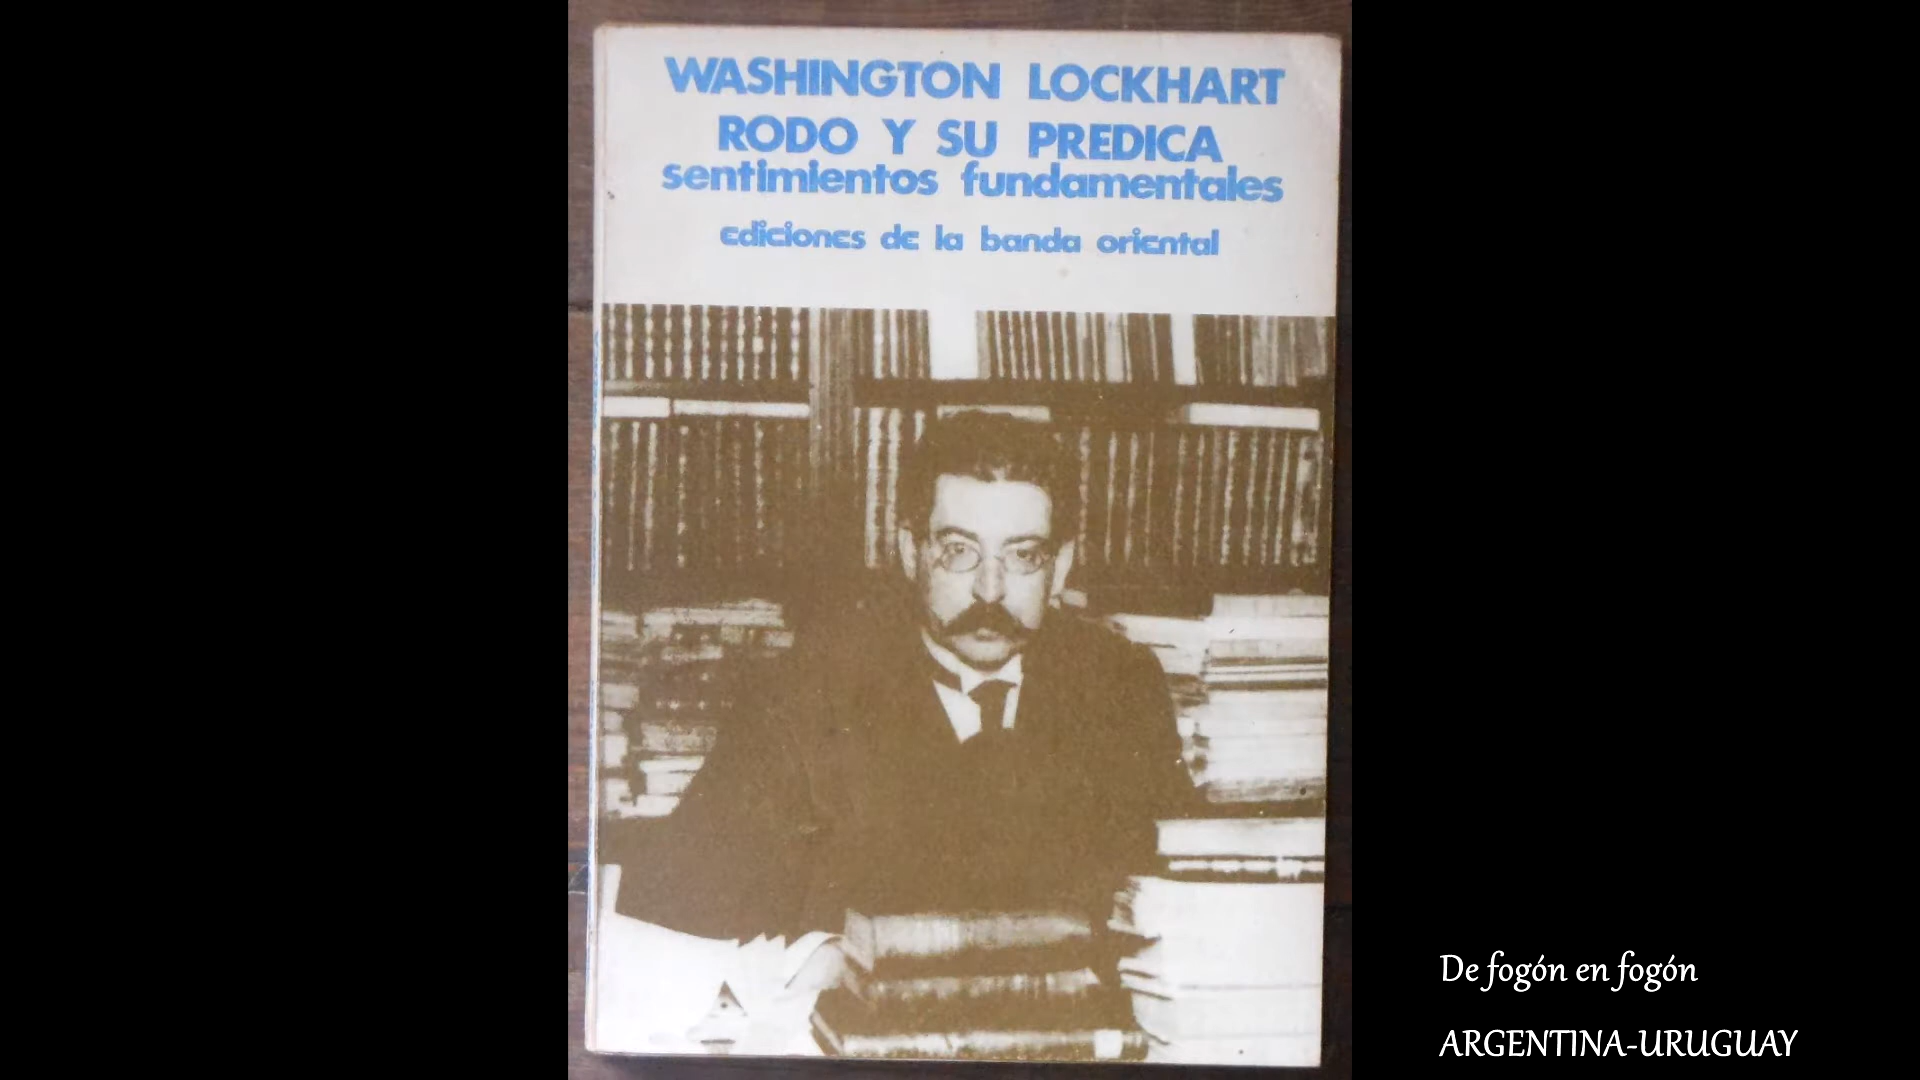 WASHINGTON LOCKHART
RODO Y SU PREDICA
sentimientos fundamentales
ediciones de la banda oriental
De fogón en fogón
ARGENTINA-URUGUAY